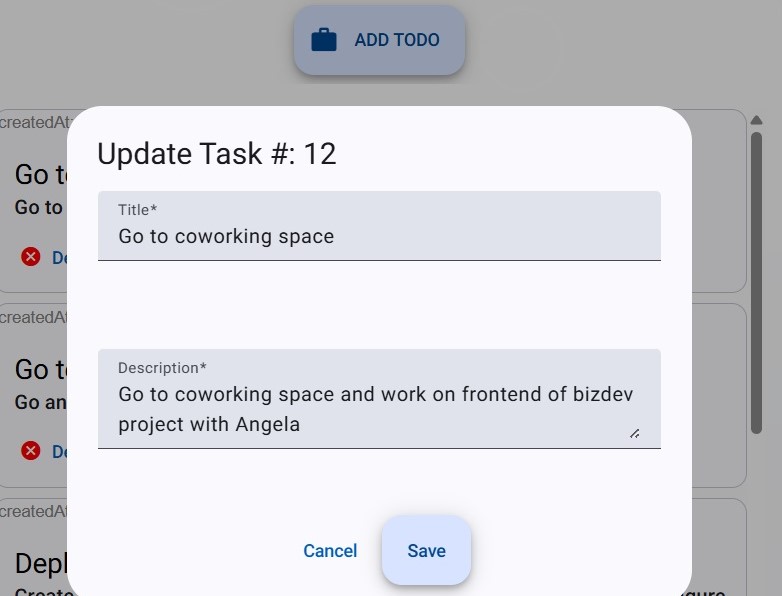 ADD TODO
createdAt
Go t
Go to
De
Update Task #: 12
Title*
Go to coworking space
Description*
Go to coworking space and work on frontend of bizdev
project with Angela
Cancel
Save
createdAt
Go t
Go an
De
createdAt
Depl
Create
gure